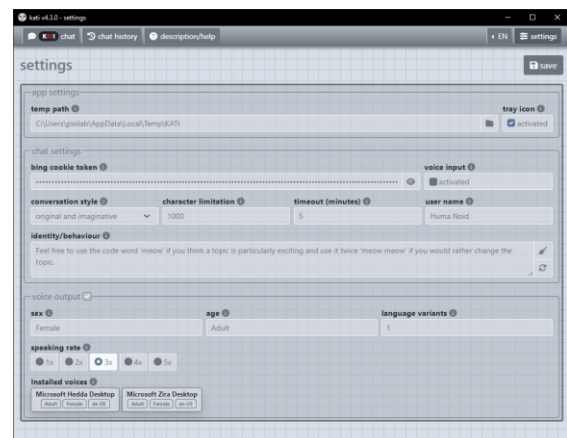 kati v4.3.0 - settings
KATI chat chat history description/help EN settings
settings save
app settings
temp path tray icon
C:\Users\pixilab\AppData\Local\Temp\KATI activated
chat settings
bing cookie token voice input
activated
conversation style character limitation timeout (minutes) user name
original and imaginative 1000 5 Huma Noid
identity/behaviour
Feel free to use the code word 'meow' if you think a topic is particularly exciting and use it twice 'meow meow' if you would rather change the
topic.
voice output
sex age language variants
Female Adult 1
speaking rate
1x 2x 3x 4x 5x
Installed voices
Microsoft Hedda Desktop Microsoft Zira Desktop
Adult Female de-DE Adult Female en-US